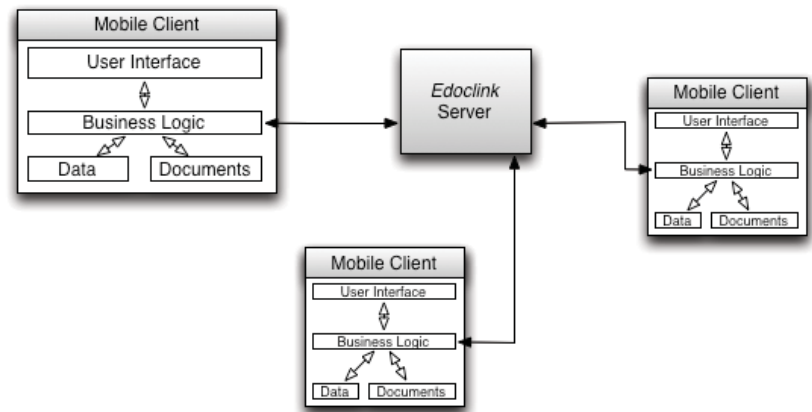 Mobile Client
User Interface
Business Logic
Data
Documents
Edoclink
Server
Mobile Client
User Interface
Business Logic
Data
Documents
Mobile Client
User Interface
Business Logic
Data
Documents